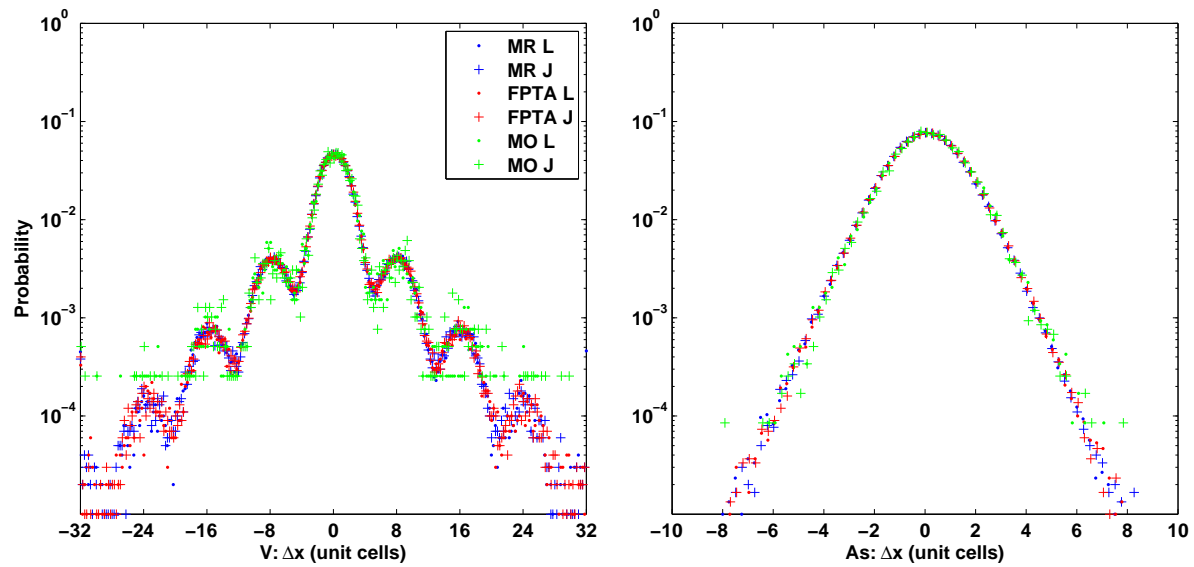 Probability
10^0
10^−1
10^−2
10^−3
10^−4
−32 −24 −16 −8 0 8 16 24 32
V: Δx (unit cells)
MR L
MR J
FPTA L
FPTA J
MO L
MO J
10^0
10^−1
10^−2
10^−3
10^−4
−10 −8 −6 −4 −2 0 2 4 6 8 10
As: Δx (unit cells)